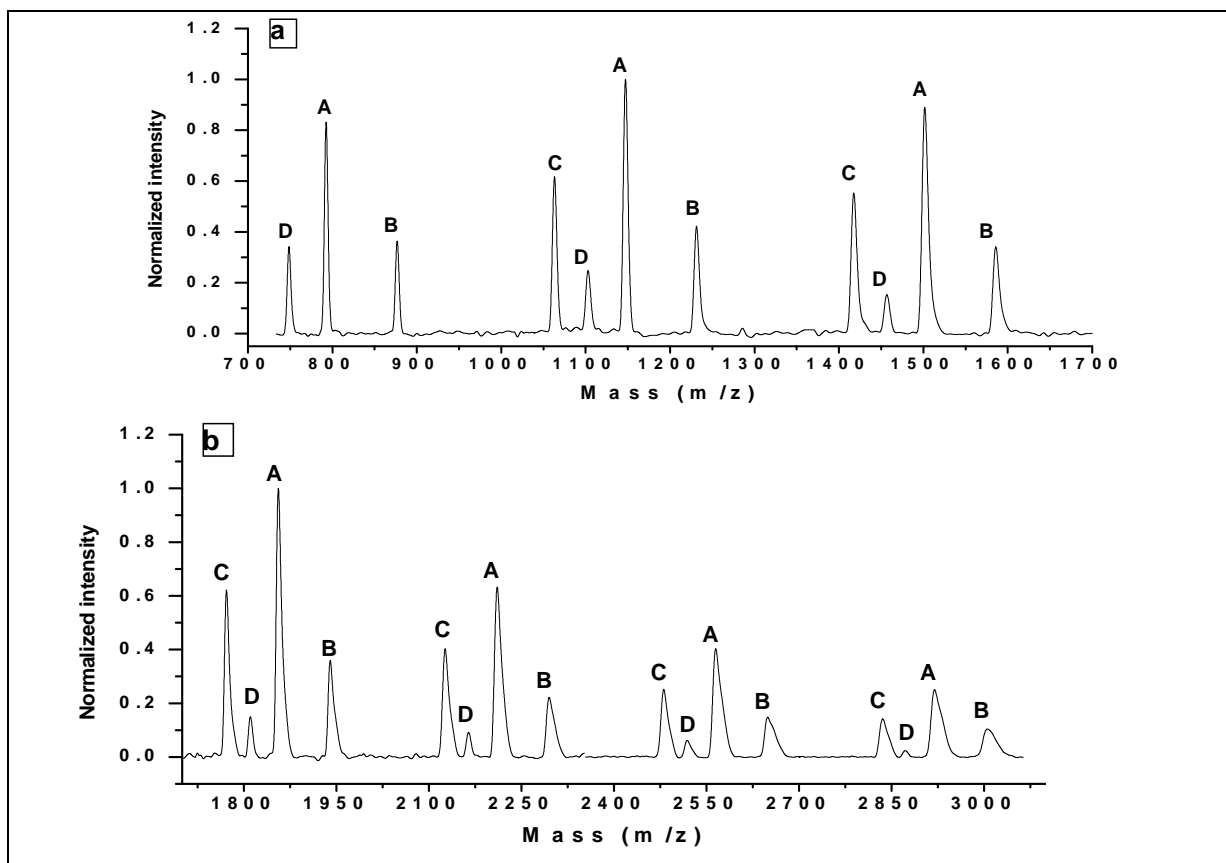 a
1.2
1.0
0.8
0.6
0.4
0.2
0.0
Normalized intensity
D A B C D A B C D A B
700 800 900 1000 1100 1200 1300 1400 1500 1600 1700
Mass (m/z)
b
1.2
1.0
0.8
0.6
0.4
0.2
0.0
Normalized intensity
C D A B C D A B C D A B C D A B
1800 1950 2100 2250 2400 2550 2700 2850 3000
Mass (m/z)